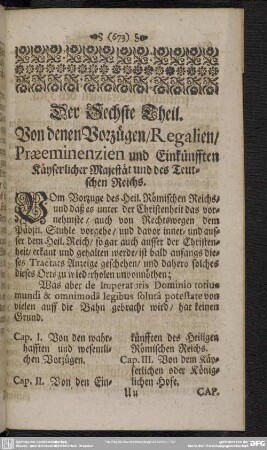 (673)
Der Sechste Theil.
Von denen Vorzügen/Regalien/
Præeminenzien und Einkünfften
Käyserlicher Majestät und des Teut-
schen Reichs.
VOm Vorzuge des Heil. Römischen Reichs/
und daß es unter der Christenheit das vor-
nehmste/ auch von Rechtswegen dem
Päbstl. Stuhle vorgehe/ und davor inner- und aus-
ser dem Heil. Reich/ so gar auch ausser der Christen-
heit/ erkant und gehalten werde/ ist bald anfangs die-
ses Tractats Anzeige geschehen/ und dahero solches
dieses Orts zu wiederholen unvonnöthen;
Was aber de Imperatoris Dominio totius
mundi & omnimodâ legibus solutâ potestate von
vielen auff die Bahn gebracht wird/ hat keinen
Grund.
Cap. I. Von den wahr-
hafften und wesentli-
chen Vorzügen.
Cap. II. Von den Ein-
künfften des Heiligen
Römischen Reichs.
Cap. III. Von dem Käy-
serlichen oder König-
lichen Hofe.
Uu
CAP.